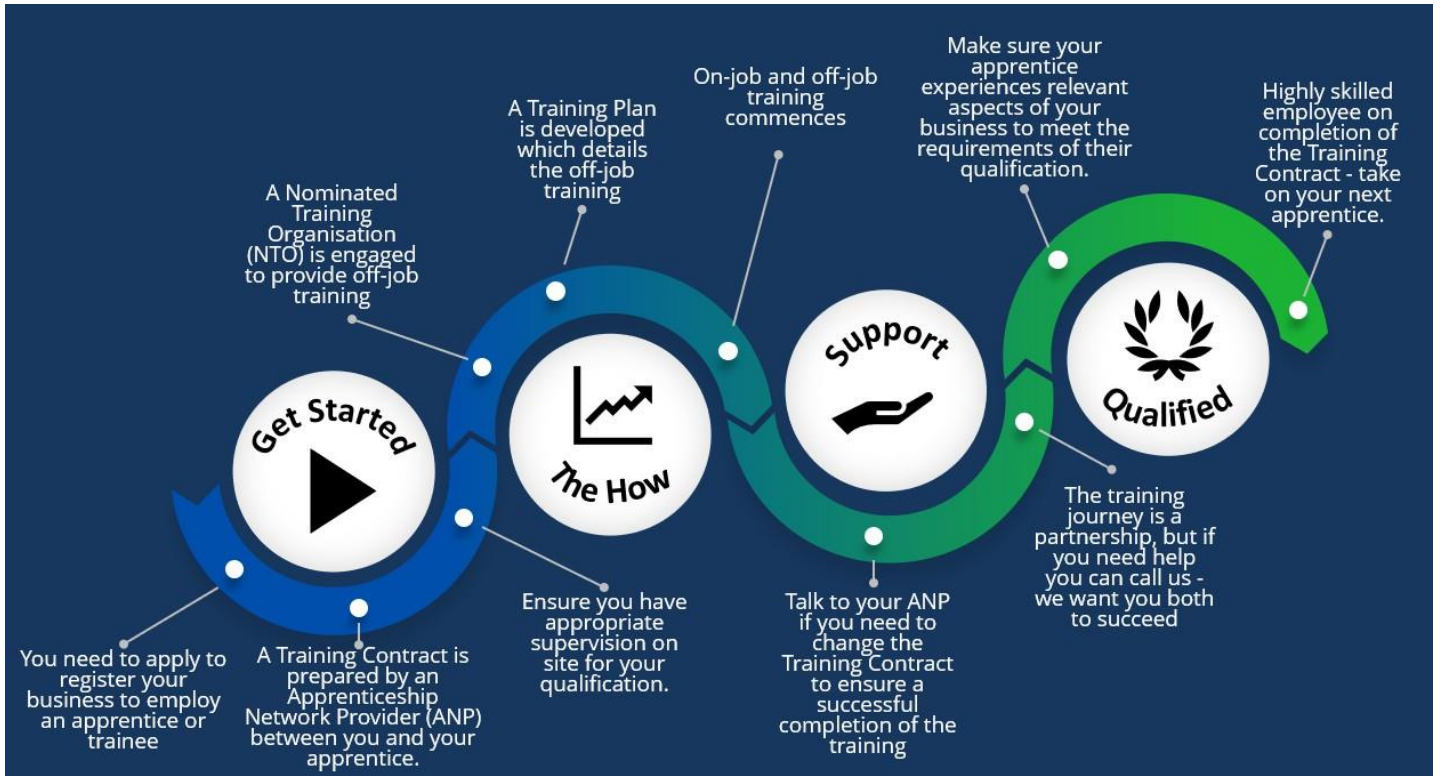 Get Started
You need to apply to
register your
business to employ
an apprentice or
trainee
A Training Contract is
prepared by an
Apprenticeship
Network Provider (ANP)
between you and your
apprentice.
Ensure you have
appropriate
supervision on
site for your
qualification.
The How
A Nominated
Training
Organisation
(NTO) is engaged
to provide off-job
training
A Training Plan
is developed
which details
the off-job
training
On-job and off-job
training
commences
Support
Talk to your ANP
if you need to
change the
Training Contract
to ensure a
successful
completion of the
training
The training
journey is a
partnership, but if
you need help
you can call us -
we want you both
to succeed
Qualified
Make sure your
apprentice
experiences relevant
aspects of your
business to meet the
requirements of their
qualification.
Highly skilled
employee on
completion of
the Training
Contract - take
on your next
apprentice.